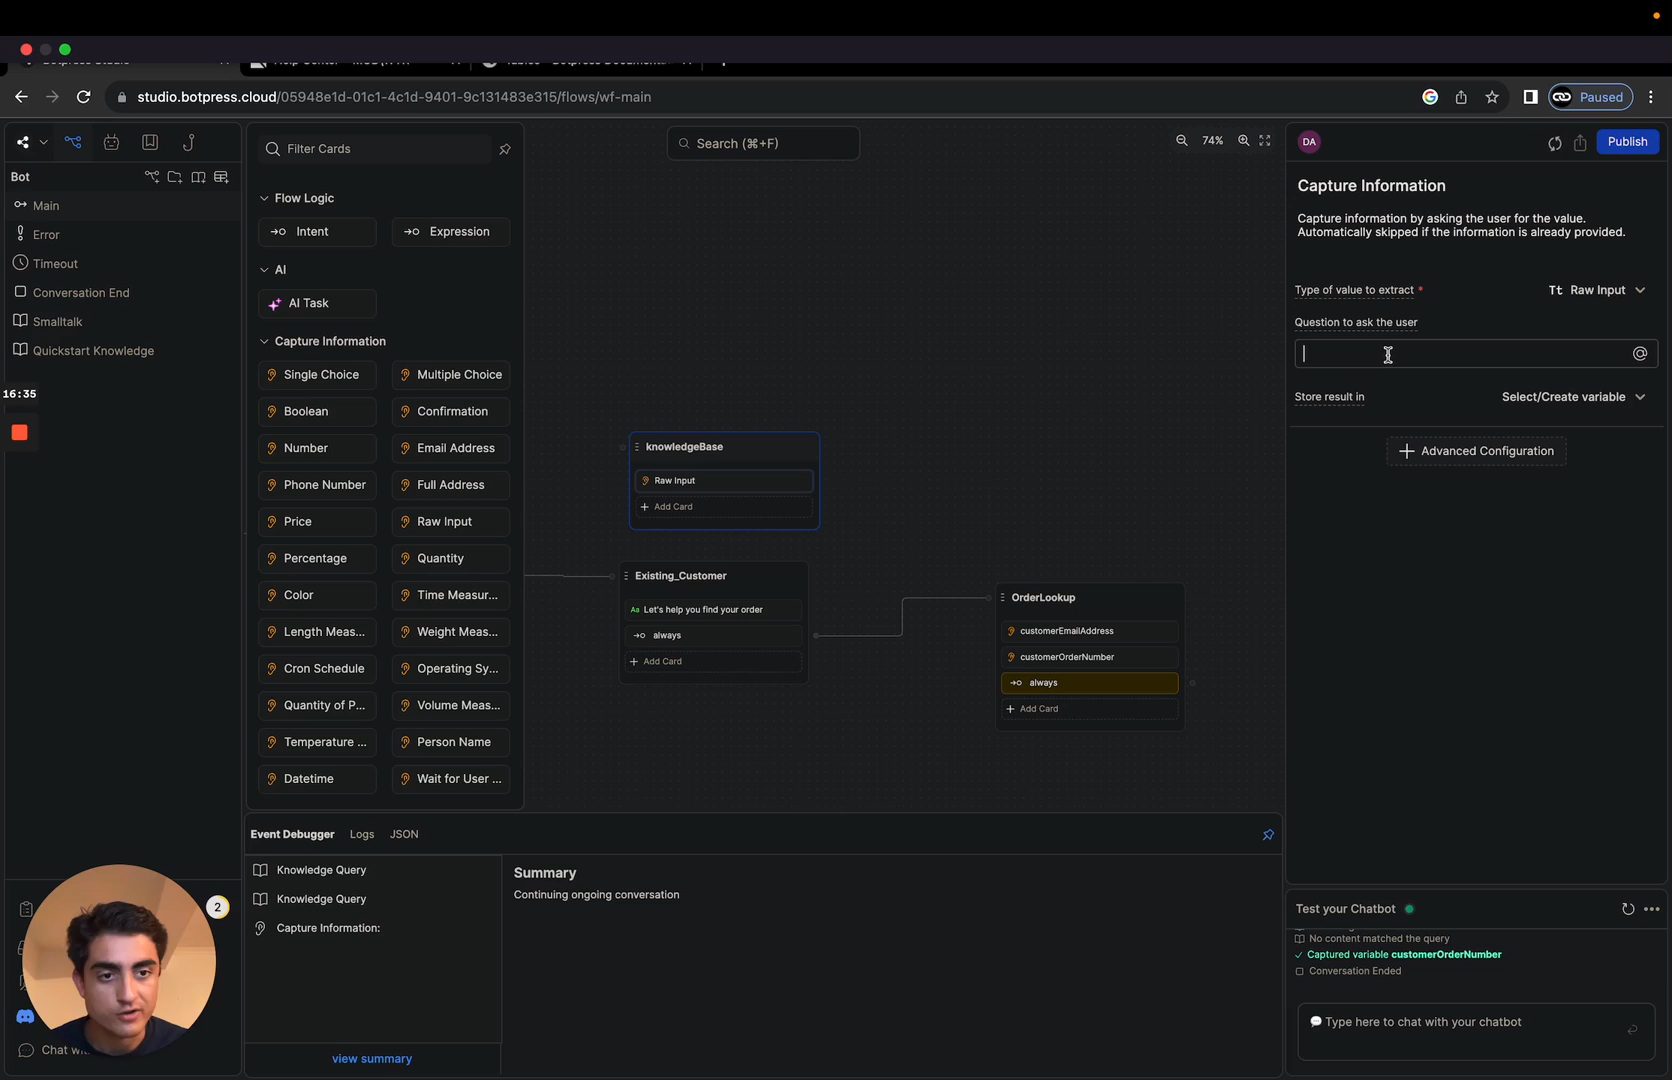 studio.botpress.cloud/05948e1d-01c1-4c1d-9401-9c131483e315/flows/wf-main
Paused
Bot
Main
Error
Timeout
Conversation End
Smalltalk
Quickstart Knowledge
16:35
2
Filter Cards
Flow Logic
Intent
Expression
AI
AI Task
Capture Information
Single Choice
Multiple Choice
Boolean
Confirmation
Number
Email Address
Phone Number
Full Address
Price
Raw Input
Percentage
Quantity
Color
Time Measur...
Length Meas...
Weight Meas...
Cron Schedule
Operating Sy...
Quantity of P...
Volume Meas...
Temperature ...
Person Name
Datetime
Wait for User ...
Search (⌘+F)
74%
knowledgeBase
Raw Input
+ Add Card
Existing_Customer
Aa Let's help you find your order
always
+ Add Card
OrderLookup
customerEmailAddress
customerOrderNumber
always
+ Add Card
Event Debugger
Logs
JSON
Knowledge Query
Knowledge Query
Capture Information:
view summary
Summary
Continuing ongoing conversation
DA
Publish
Capture Information
Capture information by asking the user for the value.
Automatically skipped if the information is already provided.
Type of value to extract *
Tt Raw Input
Question to ask the user
@
Store result in
Select/Create variable
+ Advanced Configuration
Test your Chatbot
No content matched the query
Captured variable customerOrderNumber
Conversation Ended
Type here to chat with your chatbot